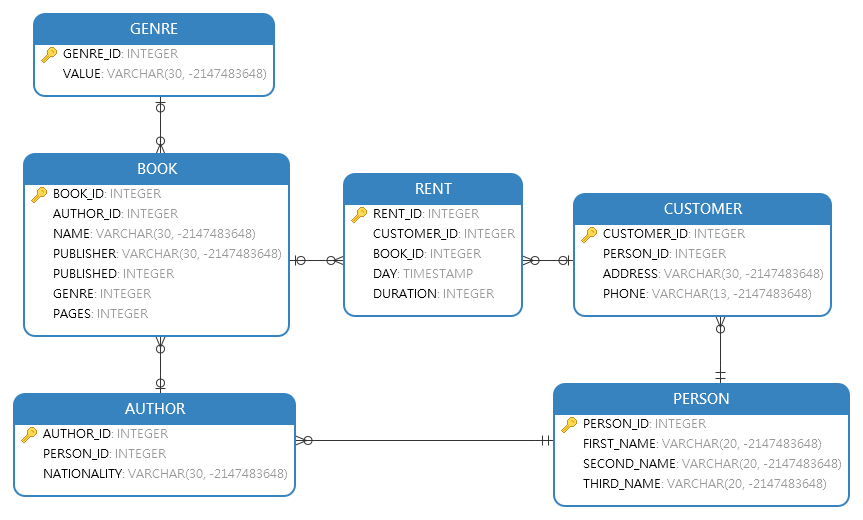 GENRE
GENRE_ID: INTEGER
VALUE: VARCHAR(30, -2147483648)
BOOK
BOOK_ID: INTEGER
AUTHOR_ID: INTEGER
NAME: VARCHAR(30, -2147483648)
PUBLISHER: VARCHAR(30, -2147483648)
PUBLISHED: INTEGER
GENRE: INTEGER
PAGES: INTEGER
RENT
RENT_ID: INTEGER
CUSTOMER_ID: INTEGER
BOOK_ID: INTEGER
DAY: TIMESTAMP
DURATION: INTEGER
CUSTOMER
CUSTOMER_ID: INTEGER
PERSON_ID: INTEGER
ADDRESS: VARCHAR(30, -2147483648)
PHONE: VARCHAR(13, -2147483648)
AUTHOR
AUTHOR_ID: INTEGER
PERSON_ID: INTEGER
NATIONALITY: VARCHAR(30, -2147483648)
PERSON
PERSON_ID: INTEGER
FIRST_NAME: VARCHAR(20, -2147483648)
SECOND_NAME: VARCHAR(20, -2147483648)
THIRD_NAME: VARCHAR(20, -2147483648)